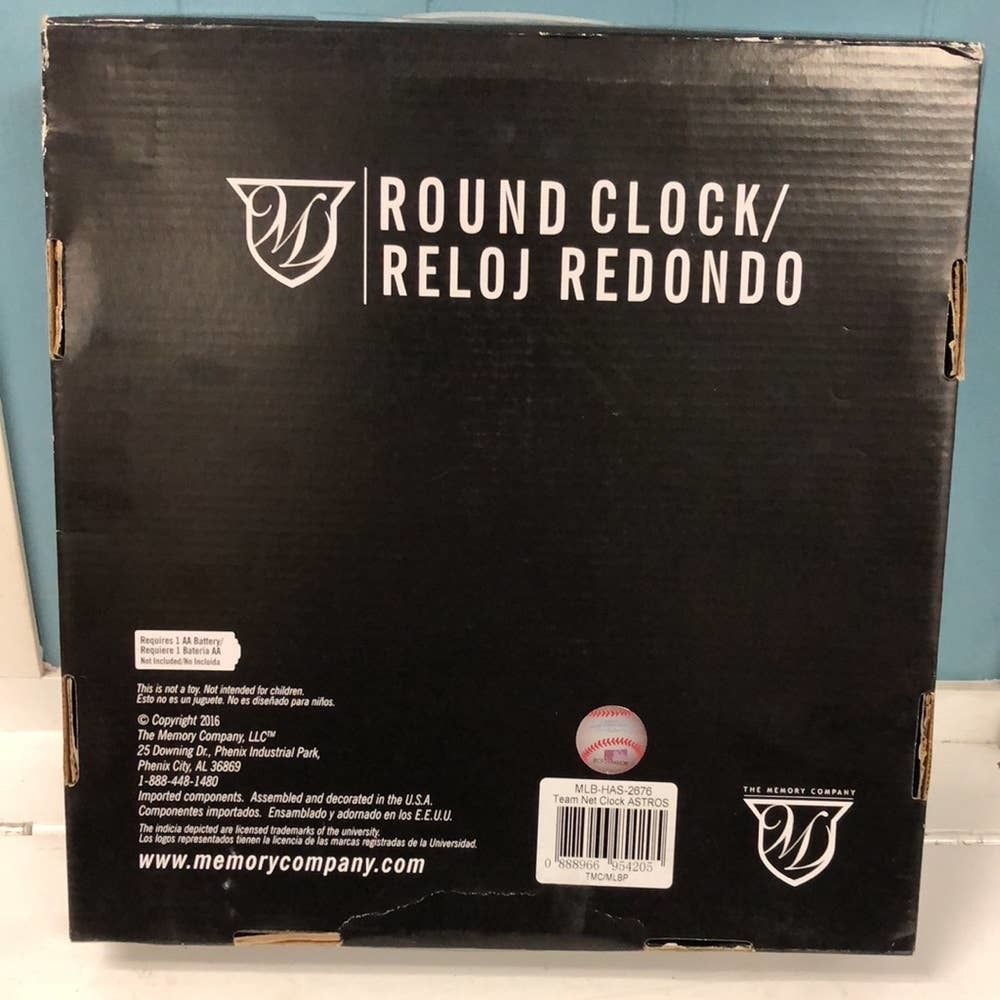 ROUND CLOCK/
RELOJ REDONDO
Requires 1 AA Battery/
Requiere 1 Bateria AA
Not Included/No Incluida
This is not a toy. Not intended for children.
Esto no es un juguete. No es diseñado para niños.
© Copyright 2016
The Memory Company, LLC™
25 Downing Dr., Phenix Industrial Park,
Phenix City, AL 36869
1-888-448-1480
Imported components. Assembled and decorated in the U.S.A.
Componentes importados. Ensamblado y adornado en los E.E.U.U.
The indicia depicted are licensed trademarks of the university.
Los logos representados tienen la licencia de las marcas registradas de la Universidad.
www.memorycompany.com
MLB-HAS-2676
Team Net Clock ASTROS
0 888966 954205
TMC/MLBP
THE MEMORY COMPANY